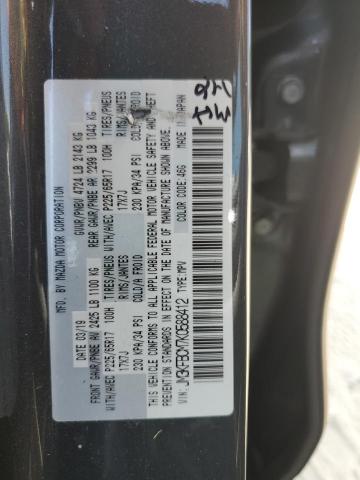 MFG. BY MAZDA MOTOR CORPORATION
DATE 03/19 GVWR/PNBV 4724 LB 2143 KG
FRONT GAWR/PNBE AV 2425 LB 1100 KG REAR GAWR/PNBE AR 2299 LB 1043 KG
WITH/AVEC P225/65R17 100H TIRES/PNEUS WITH/AVEC P225/65R17 100H TIRES/PNEUS
17X7J RIMS/JANTES 17X7J RIMS/JANTES
230 KPA/34 PSI COLD/A FROID 230 KPA/34 PSI COLD/A FROID
THIS VEHICLE CONFORMS TO ALL APPLICABLE FEDERAL MOTOR VEHICLE SAFETY AND THEFT
PREVENTION STANDARDS IN EFFECT ON THE DATE OF MANUFACTURE SHOWN ABOVE.
JM3KFBCM7K0588412 TYPE:MPV COLOR CODE:46G MADE IN JAPAN